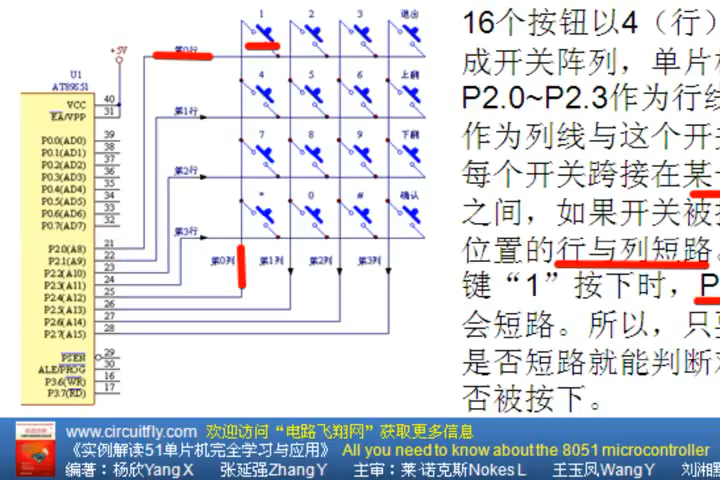 1 2 3 退出
+5V
第0行
U1
AT89S51
4 5 6 上翻
VCC 40
EA/VPP 31
第1行
P0.0(AD0) 39
P0.1(AD1) 38
P0.2(AD2) 37
P0.3(AD3) 36
P0.4(AD4) 35
P0.5(AD5) 34
P0.6(AD6) 33
P0.7(AD7) 32
7 8 9 下翻
第2行
* 0 # 确认
第3行
P2.0(A8) 21
P2.1(A9) 22
P2.2(A10) 23
P2.3(A11) 24
P2.4(A12) 25
P2.5(A13) 26
P2.6(A14) 27
P2.7(A15) 28
第0列 第1列 第2列 第3列
PSEN 29
ALE/PROG 30
P3.6(WR) 16
P3.7(RD) 17
16个按钮以4（行）
成开关阵列，单片机
P2.0~P2.3作为行线
作为列线与这个开关
每个开关跨接在某一
之间，如果开关被按
位置的行与列短路。
键“1”按下时，P
会短路。所以，只要
是否短路就能判断对
否被按下。
www.circuitfly.com 欢迎访问“电路飞翔网”获取更多信息
《实例解读51单片机完全学习与应用》 All you need to know about the 8051 microcontroller
编著：杨欣Yang X 张延强Zhang Y 主审：莱·诺克斯Nokes L 王玉凤Wang Y 刘湘黔